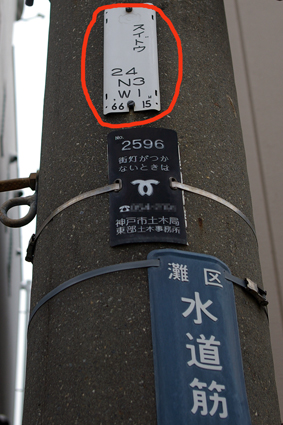 スイドウ
24
N3
W1
66 15
NO. 2596
街灯がつか
ないときは
神戸市土木局
東部土木事務所
灘区
水道筋